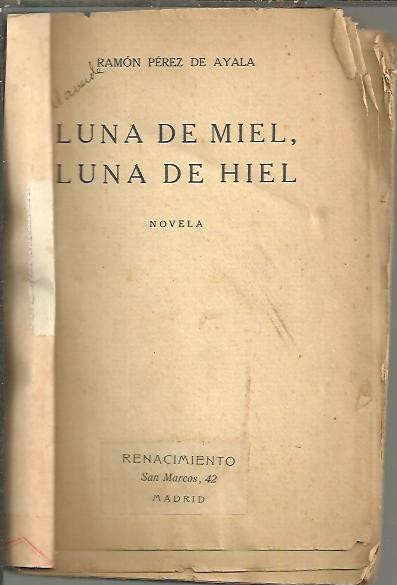 RAMÓN PÉREZ DE AYALA
LUNA DE MIEL,
LUNA DE HIEL
NOVELA
RENACIMIENTO
San Marcos, 42
MADRID